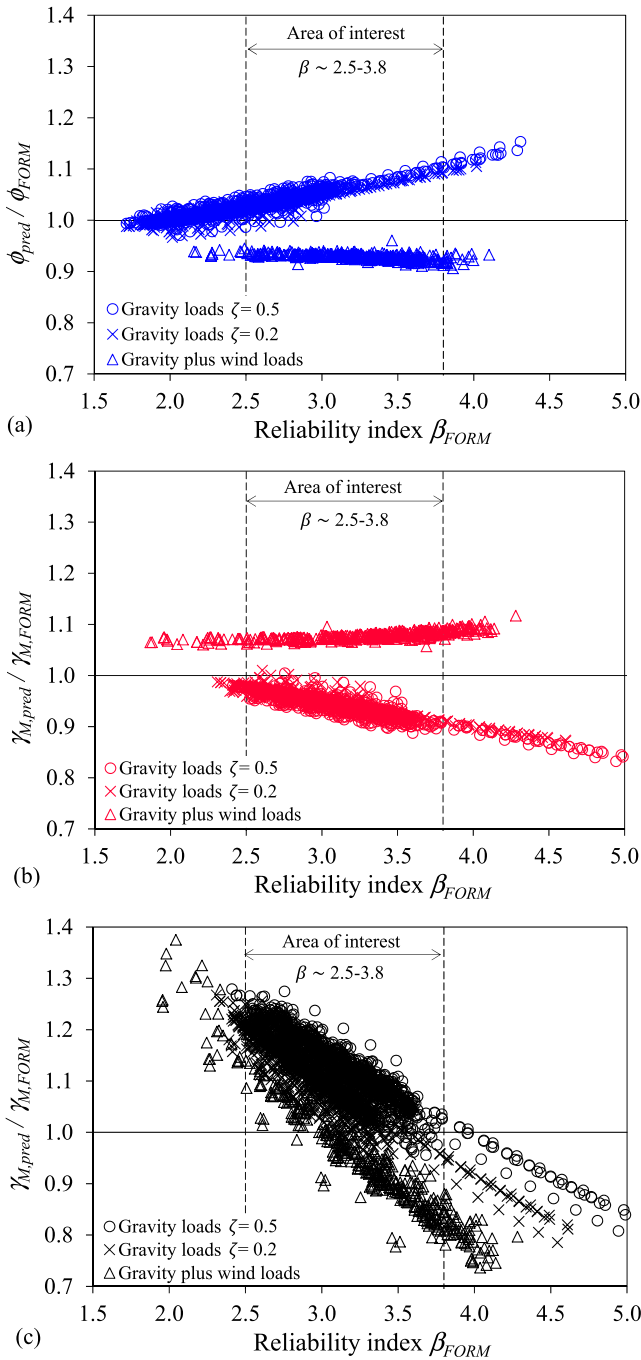 1.4
Area of interest
1.3
β ~ 2.5-3.8
1.2
1.1
1.0
0.9
0.8
0.7
ϕpred / ϕFORM
Gravity loads ζ = 0.5
Gravity loads ζ = 0.2
Gravity plus wind loads
1.5 2.0 2.5 3.0 3.5 4.0 4.5 5.0
(a) Reliability index βFORM
1.4
Area of interest
1.3
β ~ 2.5-3.8
1.2
1.1
1.0
0.9
0.8
0.7
γM,pred / γM,FORM
Gravity loads ζ = 0.5
Gravity loads ζ = 0.2
Gravity plus wind loads
1.5 2.0 2.5 3.0 3.5 4.0 4.5 5.0
(b) Reliability index βFORM
1.4
Area of interest
1.3
β ~ 2.5-3.8
1.2
1.1
1.0
0.9
0.8
0.7
γM,pred / γM,FORM
Gravity loads ζ = 0.5
Gravity loads ζ = 0.2
Gravity plus wind loads
1.5 2.0 2.5 3.0 3.5 4.0 4.5 5.0
(c) Reliability index βFORM